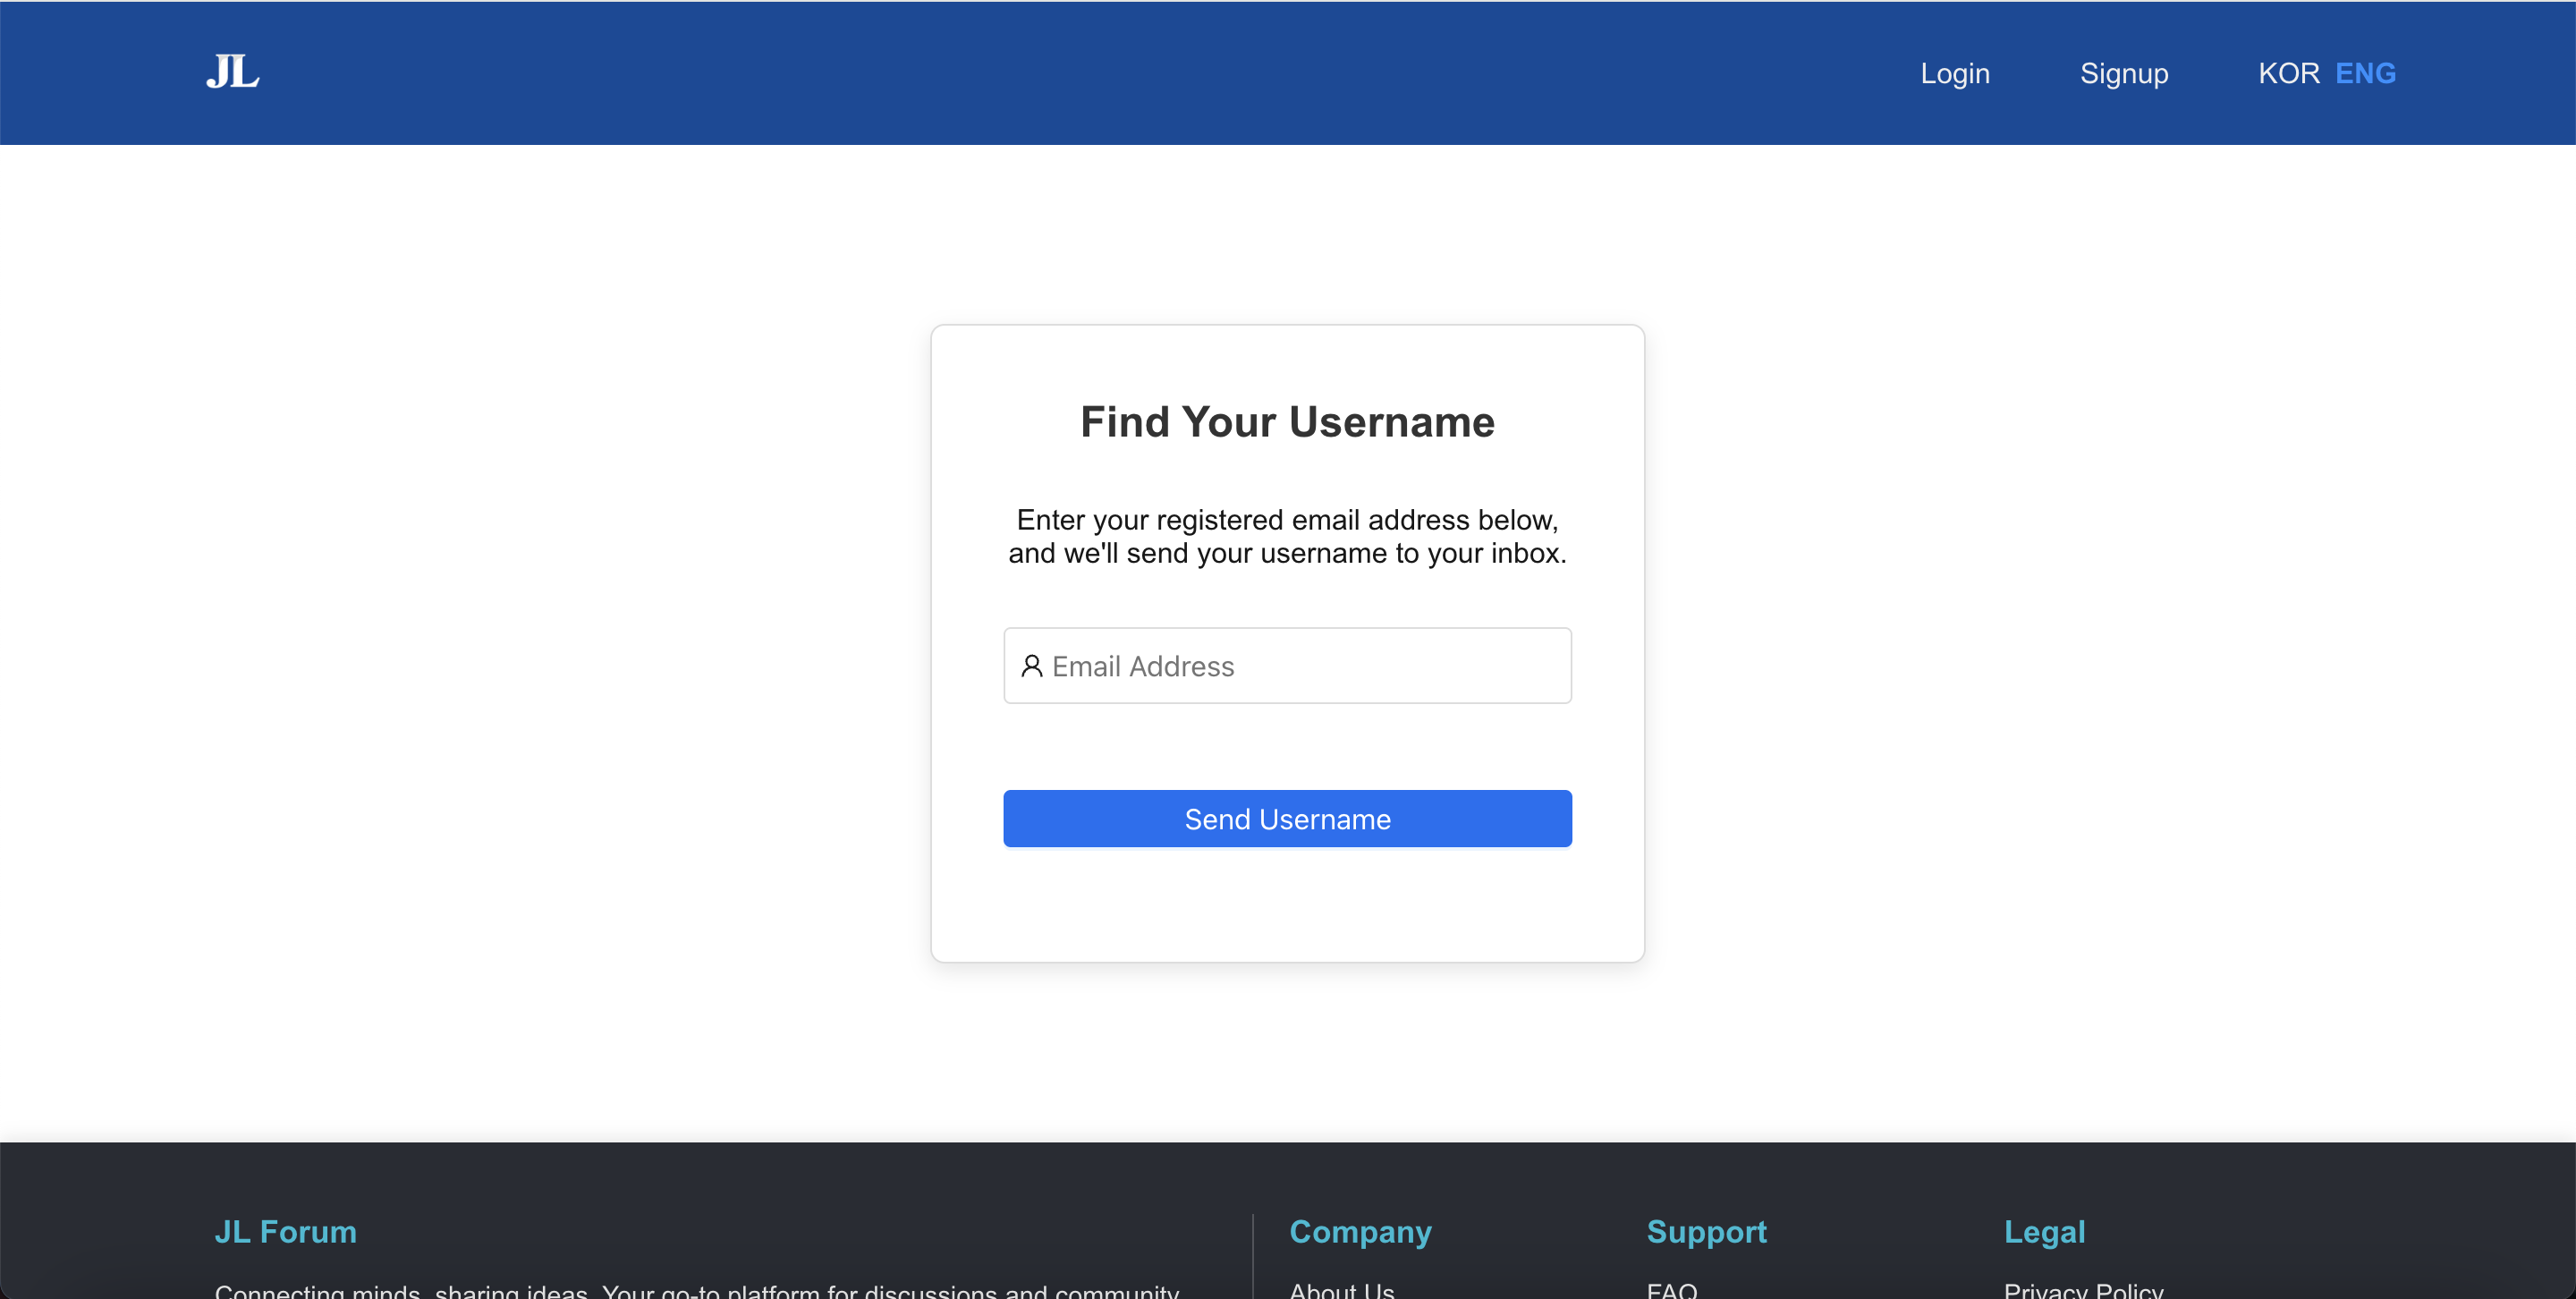 JL
Login Signup KOR ENG
Find Your Username
Enter your registered email address below,
and we'll send your username to your inbox.
Email Address
Send Username
JL Forum
Connecting minds, sharing ideas. Your go-to platform for discussions and community
Company
About Us
Support
FAQ
Legal
Privacy Policy